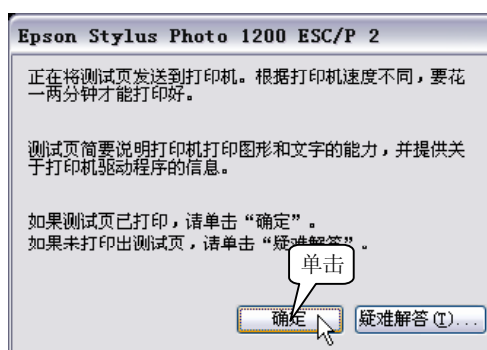 Epson Stylus Photo 1200 ESC/P 2
正在将测试页发送到打印机。根据打印机速度不同，要花
一两分钟才能打印好。
测试页简要说明打印机打印图形和文字的能力，并提供关
于打印机驱动程序的信息。
如果测试页已打印，请单击“确定”。
如果未打印出测试页，请单击“疑难解答”。
单击
确定
疑难解答(T)...